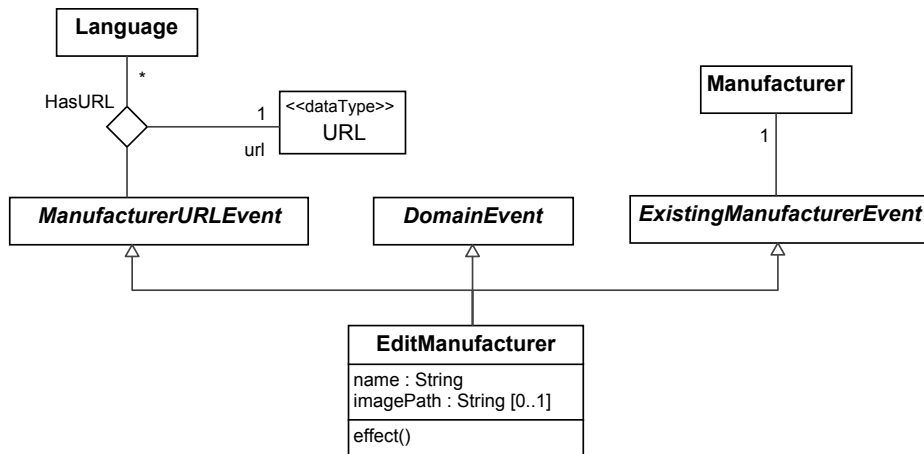 Language
*
HasURL
1
<<dataType>>
URL
url
Manufacturer
1
ManufacturerURLEvent
DomainEvent
ExistingManufacturerEvent
EditManufacturer
name : String
imagePath : String [0..1]
effect()